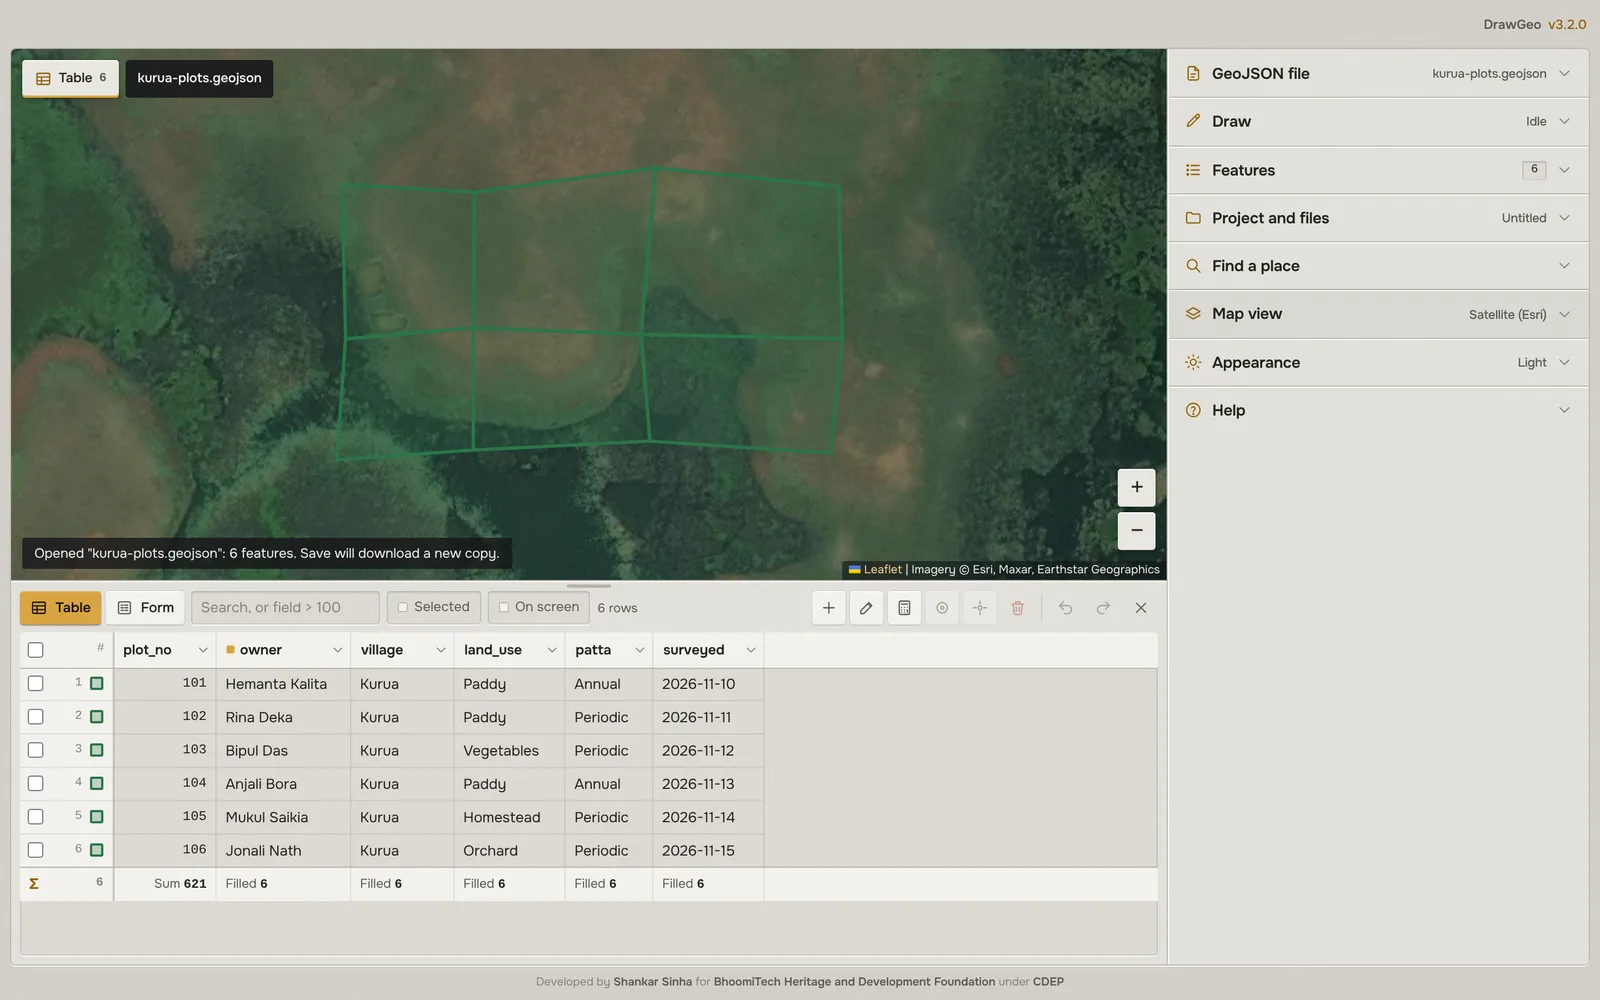 DrawGeo v3.2.0
Table 6
kurua-plots.geojson
Opened "kurua-plots.geojson": 6 features. Save will download a new copy.
+
−
Leaflet | Imagery © Esri, Maxar, Earthstar Geographics
GeoJSON file kurua-plots.geojson
Draw Idle
Features 6
Project and files Untitled
Find a place
Map view Satellite (Esri)
Appearance Light
Help
Table Form Search, or field > 100 Selected On screen 6 rows
# plot_no owner village land_use patta surveyed
1 101 Hemanta Kalita Kurua Paddy Annual 2026-11-10
2 102 Rina Deka Kurua Paddy Periodic 2026-11-11
3 103 Bipul Das Kurua Vegetables Periodic 2026-11-12
4 104 Anjali Bora Kurua Paddy Annual 2026-11-13
5 105 Mukul Saikia Kurua Homestead Periodic 2026-11-14
6 106 Jonali Nath Kurua Orchard Periodic 2026-11-15
Σ 6 Sum 621 Filled 6 Filled 6 Filled 6 Filled 6 Filled 6
Developed by Shankar Sinha for BhoomiTech Heritage and Development Foundation under CDEP